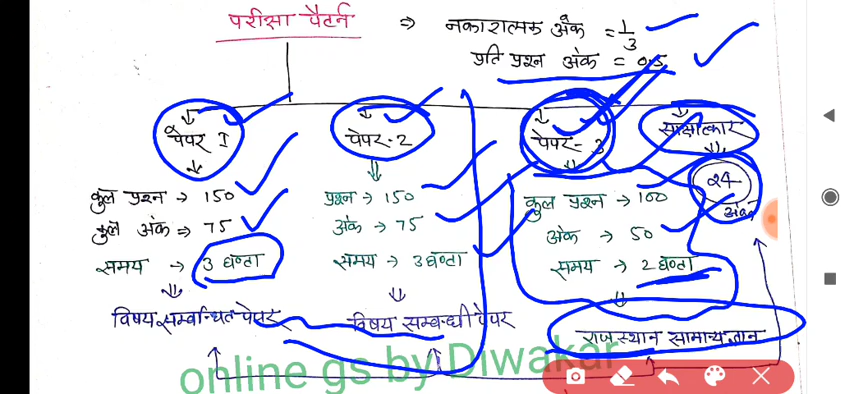 परीक्षा पैटर्न ⇒ नकारात्मक अंक = 1/3
प्रति प्रश्न अंक = 0.5
पेपर I
पेपर-2
पेपर-3
साक्षात्कार
कुल प्रश्न → 150
कुल अंक → 75
समय → 3 घण्टा
विषय सम्बन्धित पेपर
प्रश्न → 150
अंक → 75
समय → 3 घण्टा
विषय सम्बन्धी पेपर
कुल प्रश्न → 100
अंक → 50
समय → 2 घण्टा
राजस्थान सामान्य ज्ञान
24
अंक
online gs by Diwakar